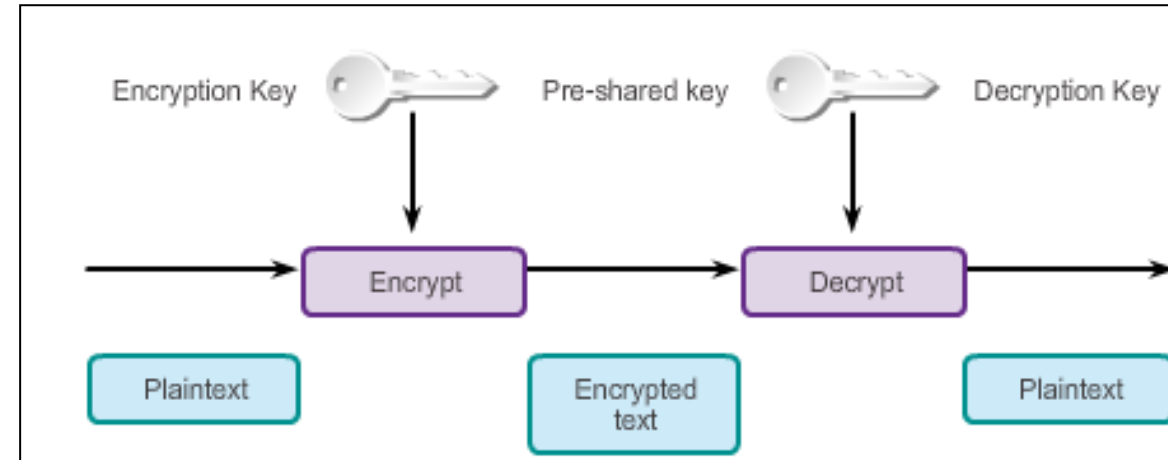 Encryption Key
Pre-shared key
Decryption Key
Encrypt
Decrypt
Plaintext
Encrypted
text
Plaintext